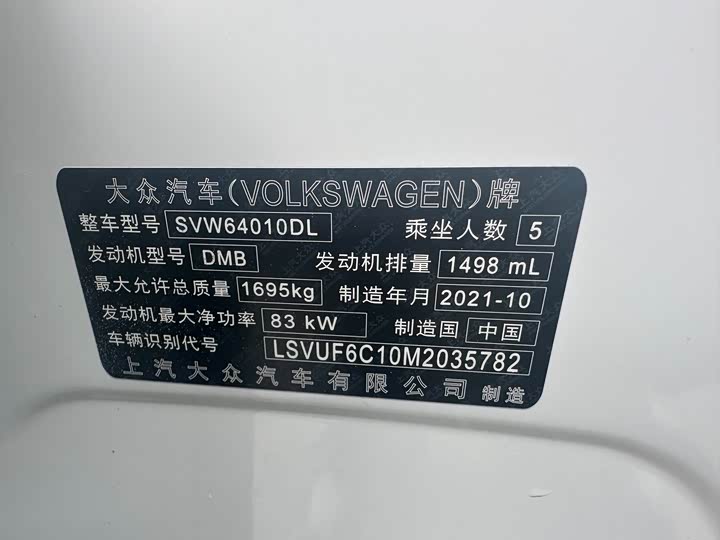 大众汽车(VOLKSWAGEN)牌
整车型号 SVW64010DL 乘坐人数 5
发动机型号 DMB 发动机排量 1498 mL
最大允许总质量 1695kg 制造年月 2021-10
发动机最大净功率 83 kW 制造国 中国
车辆识别代号 LSVUF6C10M2035782
上汽大众汽车有限公司 制造